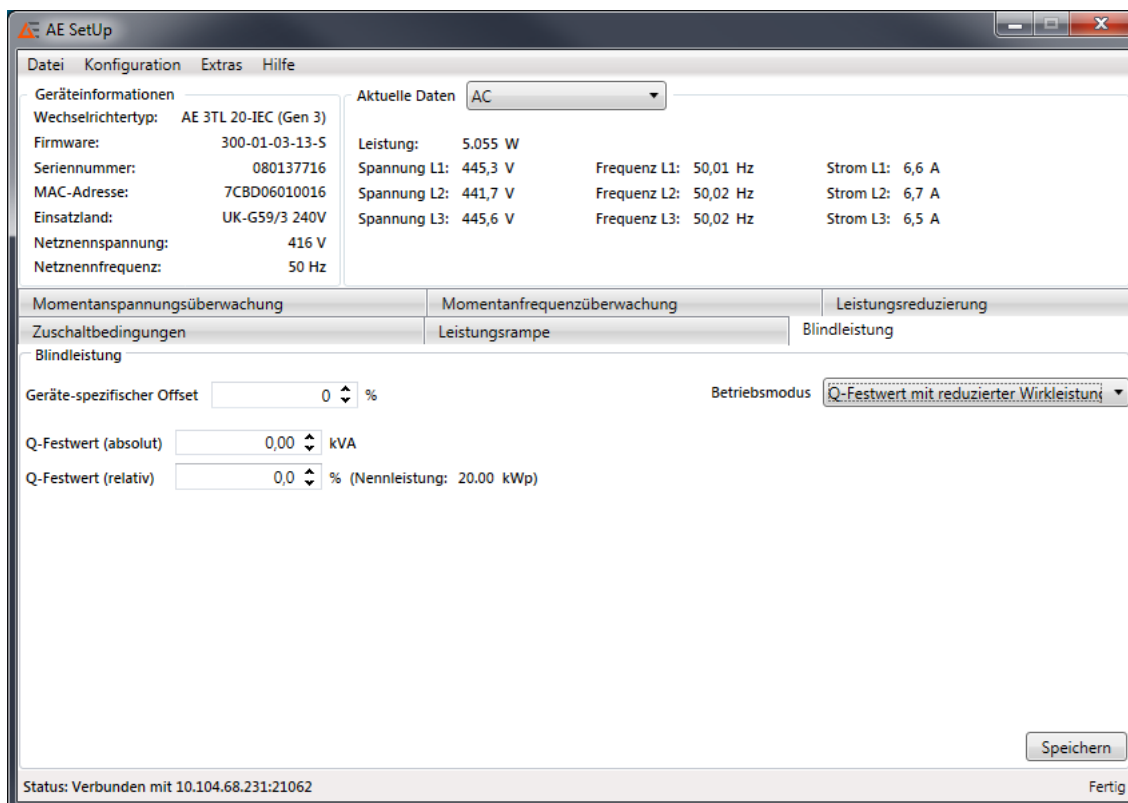 AE SetUp
Datei Konfiguration Extras Hilfe
Geräteinformationen
Wechselrichtertyp: AE 3TL 20-IEC (Gen 3)
Firmware: 300-01-03-13-S
Seriennummer: 080137716
MAC-Adresse: 7CBD06010016
Einsatzland: UK-G59/3 240V
Netznennspannung: 416 V
Netznennfrequenz: 50 Hz
Aktuelle Daten AC
Leistung: 5.055 W
Spannung L1: 445,3 V Frequenz L1: 50,01 Hz Strom L1: 6,6 A
Spannung L2: 441,7 V Frequenz L2: 50,02 Hz Strom L2: 6,7 A
Spannung L3: 445,6 V Frequenz L3: 50,02 Hz Strom L3: 6,5 A
Momentanspannungsüberwachung Momentanfrequenzüberwachung Leistungsreduzierung
Zuschaltbedingungen Leistungsrampe Blindleistung
Blindleistung
Geräte-spezifischer Offset 0 % Betriebsmodus Q-Festwert mit reduzierter Wirkleistung
Q-Festwert (absolut) 0,00 kVA
Q-Festwert (relativ) 0,0 % (Nennleistung: 20.00 kWp)
Speichern
Status: Verbunden mit 10.104.68.231:21062 Fertig